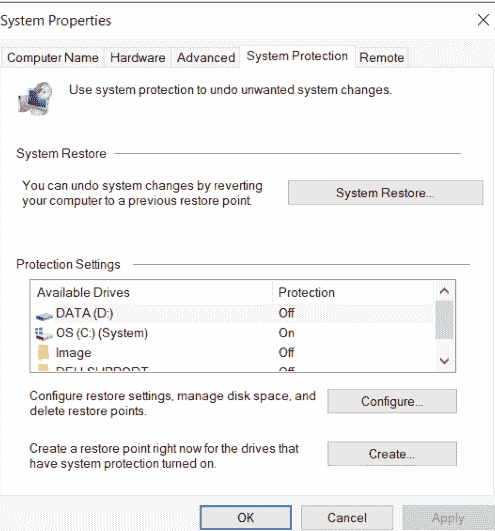 System Properties
Computer Name Hardware Advanced System Protection Remote
Use system protection to undo unwanted system changes.
System Restore
You can undo system changes by reverting
your computer to a previous restore point.
System Restore...
Protection Settings
Available Drives Protection
DATA (D:) Off
OS (C:) (System) On
Image Off
DELLSUPPORT Off
Configure restore settings, manage disk space, and
delete restore points.
Configure...
Create a restore point right now for the drives that
have system protection turned on.
Create...
OK Cancel Apply